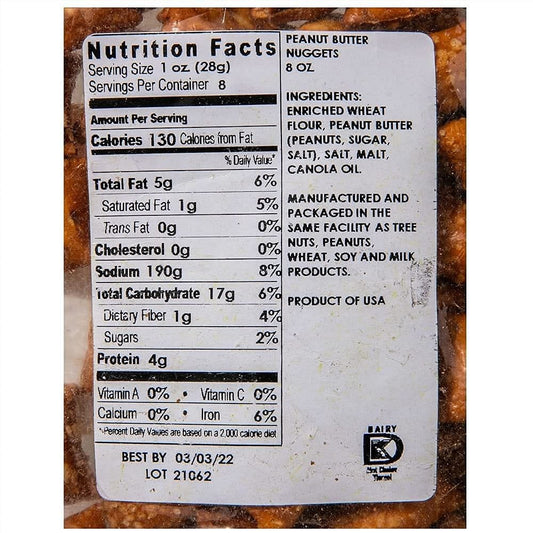 Nutrition Facts
Serving Size 1 oz. (28g)
Servings Per Container 8
Amount Per Serving
Calories 130 Calories from Fat
% Daily Value*
Total Fat 5g 6%
Saturated Fat 1g 5%
Trans Fat 0g 0%
Cholesterol 0g 0%
Sodium 190g 8%
Total Carbohydrate 17g 6%
Dietary Fiber 1g 4%
Sugars 2%
Protein 4g
Vitamin A 0% • Vitamin C 0%
Calcium 0% • Iron 6%
*Percent Daily Values are based on a 2,000 calorie diet
BEST BY 03/03/22
LOT 21062
PEANUT BUTTER
NUGGETS
8 OZ.
INGREDIENTS:
ENRICHED WHEAT
FLOUR, PEANUT BUTTER
(PEANUTS, SUGAR,
SALT), SALT, MALT,
CANOLA OIL.
MANUFACTURED AND
PACKAGED IN THE
SAME FACILITY AS TREE
NUTS, PEANUTS,
WHEAT, SOY AND MILK
PRODUCTS.
PRODUCT OF USA
DAIRY
K